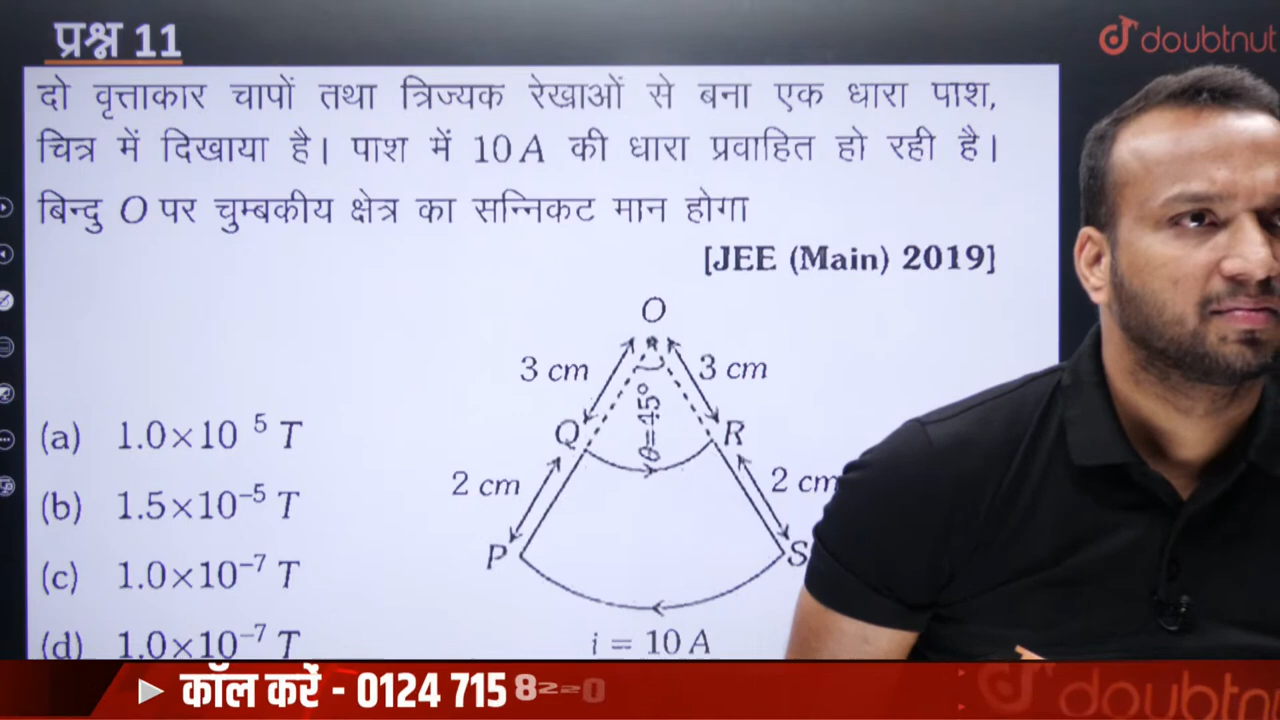 प्रश्न 11
doubtnut
दो वृत्ताकार चापों तथा त्रिज्यक रेखाओं से बना एक धारा पाश,
चित्र में दिखाया है। पाश में 10 A की धारा प्रवाहित हो रही है।
बिन्दु O पर चुम्बकीय क्षेत्र का सन्निकट मान होगा
[JEE (Main) 2019]
O
3 cm
3 cm
θ=45°
Q
R
2 cm
2 cm
P
S
i = 10 A
(a) 1.0×10 ⁵ T
(b) 1.5×10⁻⁵ T
(c) 1.0×10⁻⁷ T
(d) 1.0×10⁻⁷ T
कॉल करें - 0124 715 8
doubtn